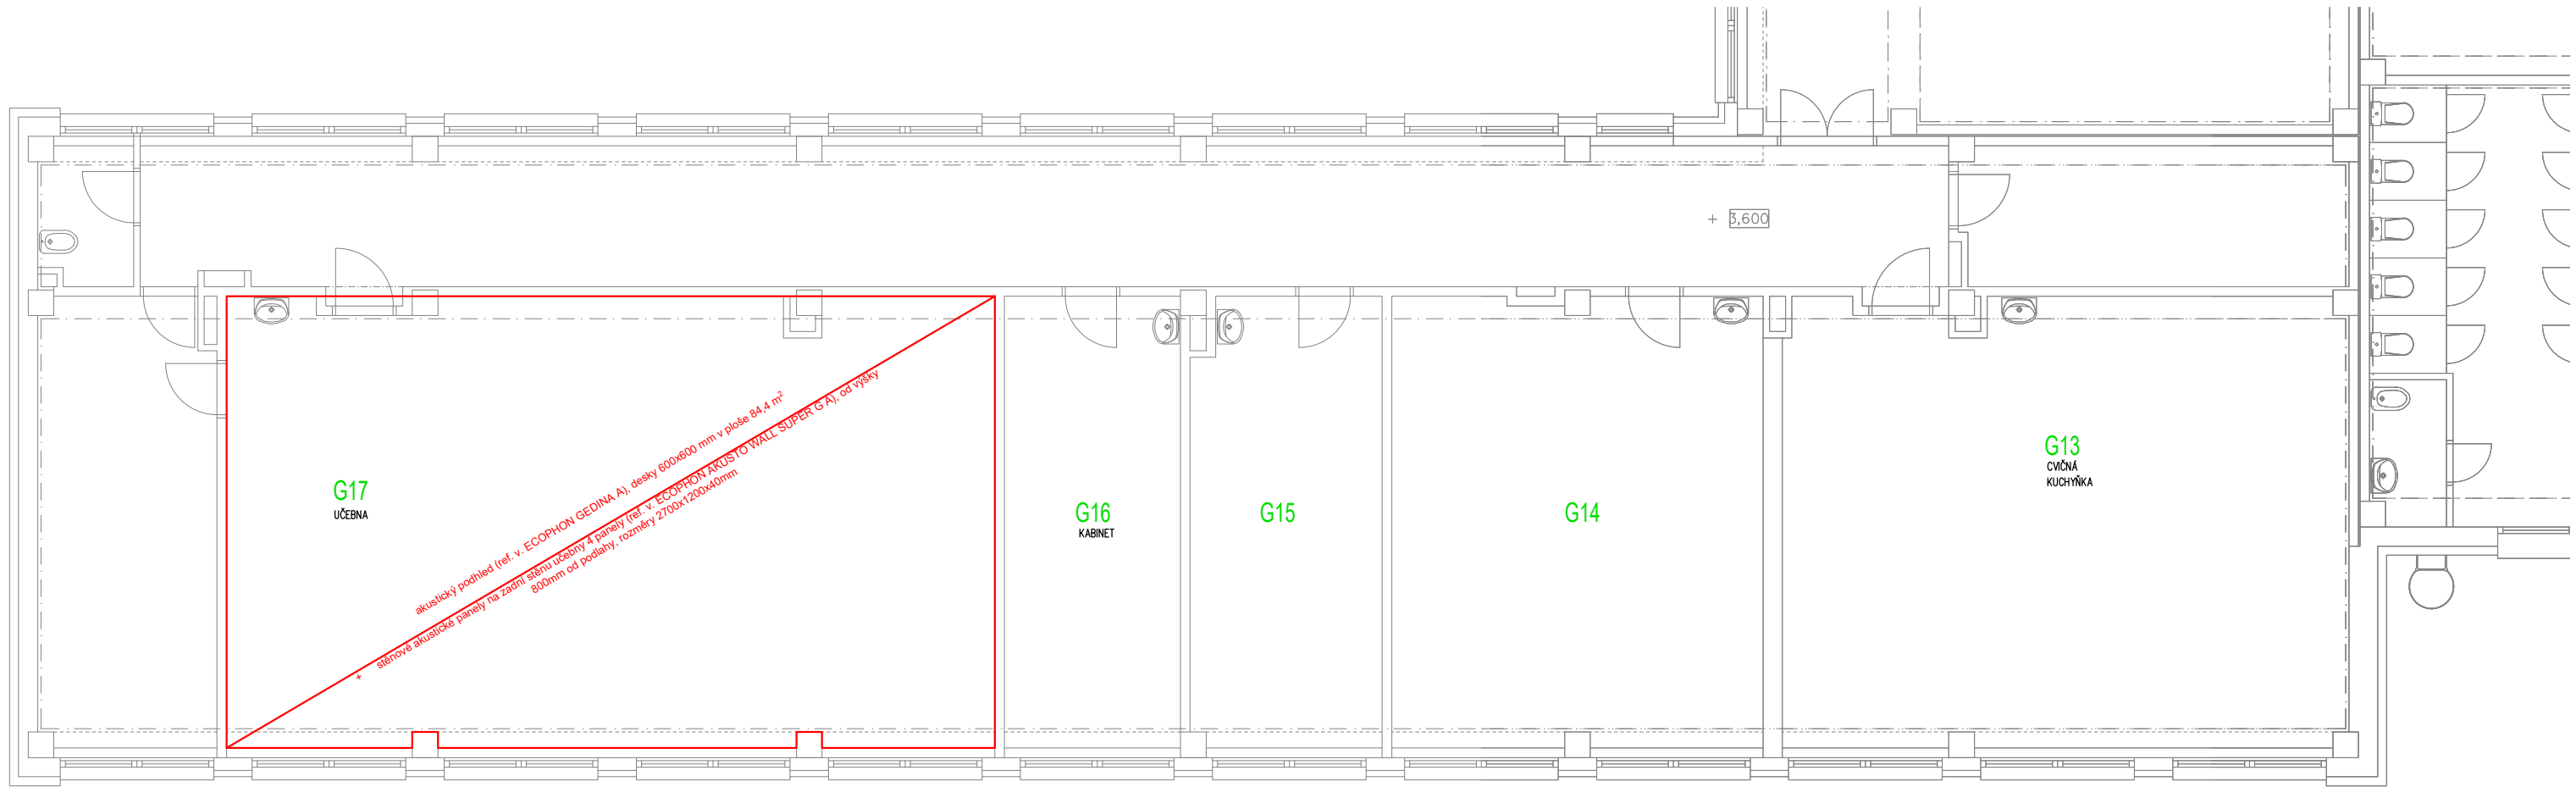 + 3,600
akustický podhled (ref. v. ECOPHON GEDINA A), desky 600x600 mm v ploše 84,4 m²
+ stěnové akustické panely na zadní stěnu učebny 4 panely (ref. v. ECOPHON AKUSTO WALL SUPER G A), od výšky
800mm od podlahy, rozměry 2700x1200x40mm
G17
UČEBNA
G16
KABINET
G15
G14
G13
CVIČNÁ
KUCHYŇKA